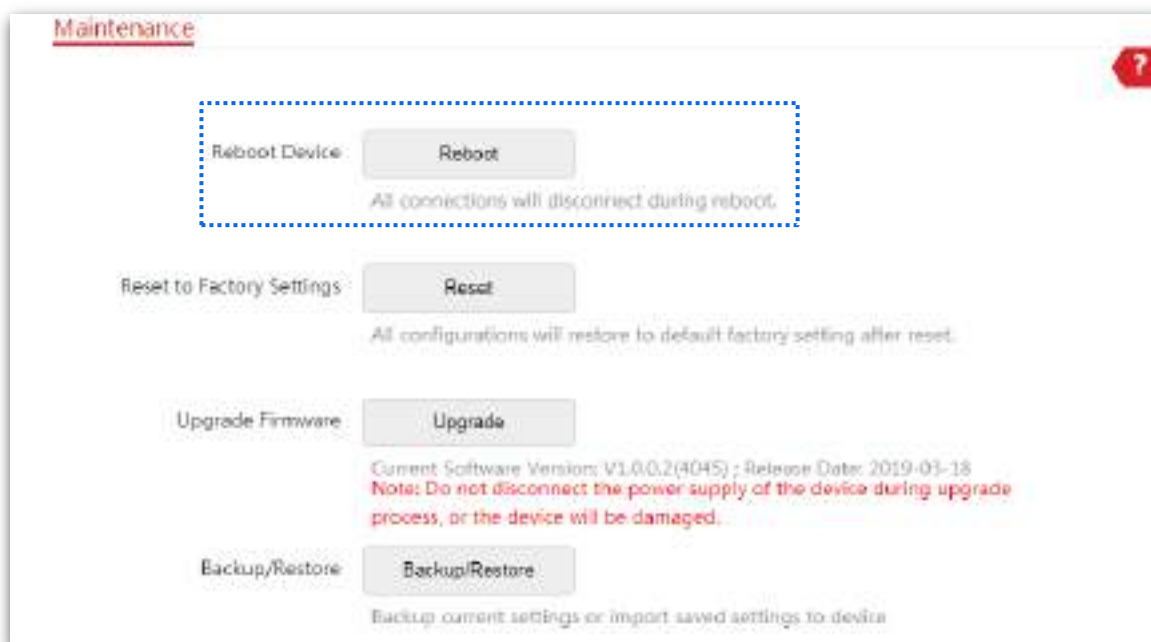 Maintenance
?
Reboot Device Reboot
All connections will disconnect during reboot.
Reset to Factory Settings Reset
All configurations will restore to default factory setting after reset.
Upgrade Firmware Upgrade
Current Software Version: V1.0.0.2(4045) ; Release Date: 2019-03-18
Note: Do not disconnect the power supply of the device during upgrade
process, or the device will be damaged.
Backup/Restore Backup/Restore
Backup current settings or import saved settings to device